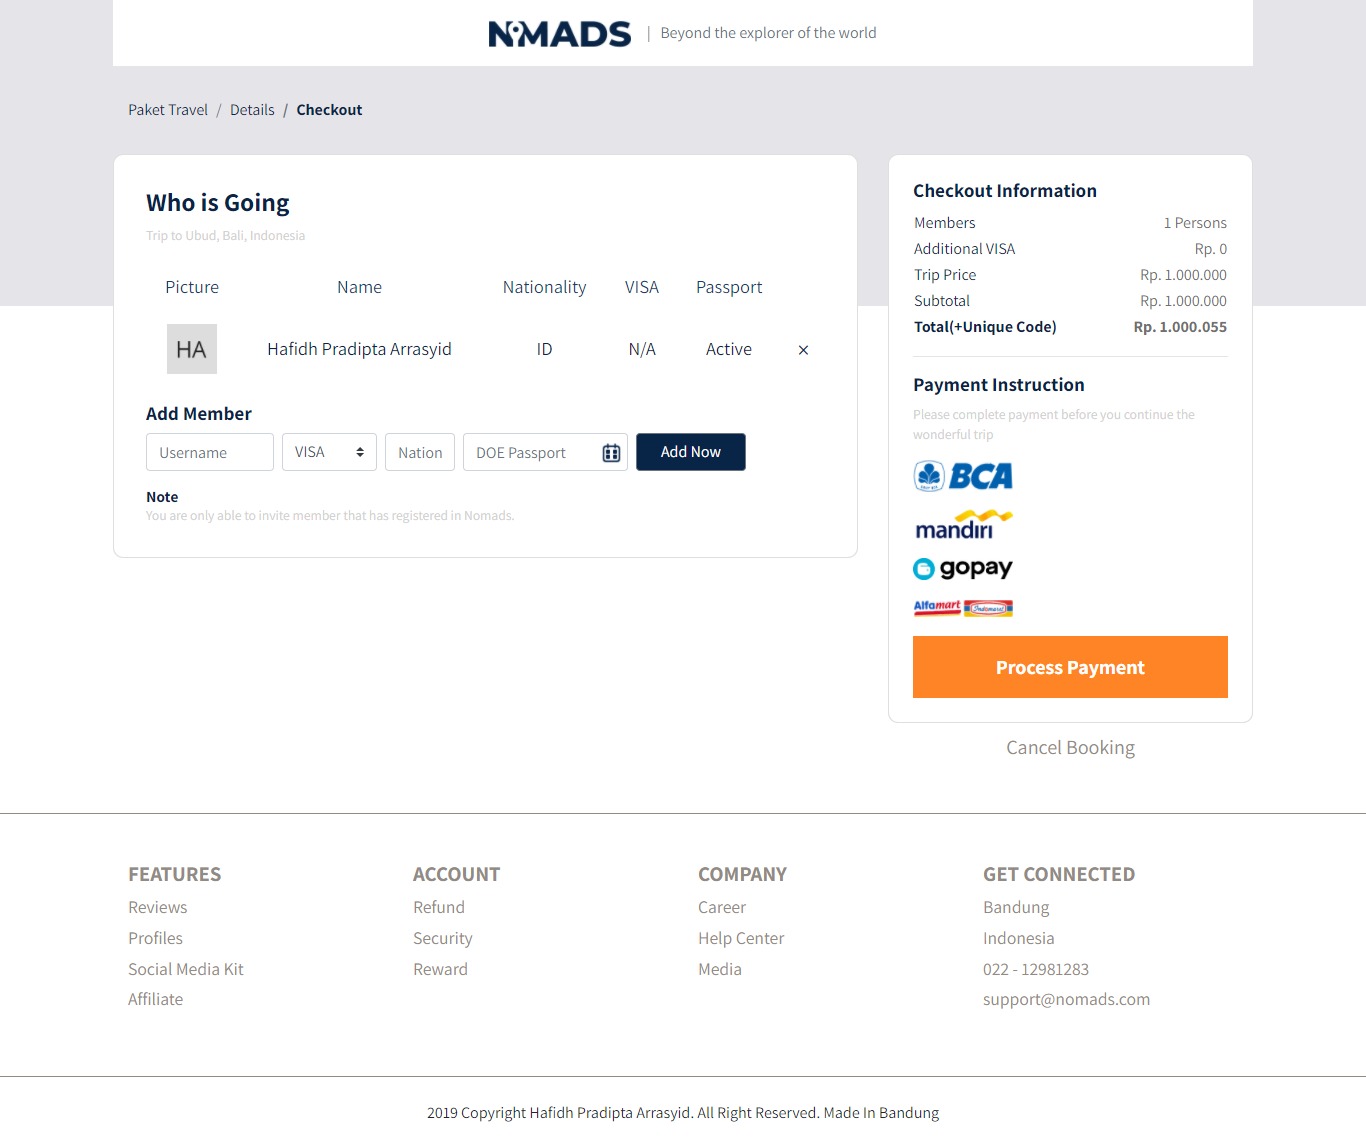 NOMADS | Beyond the explorer of the world
Paket Travel / Details / Checkout
Who is Going
Trip to Ubud, Bali, Indonesia
Picture Name Nationality VISA Passport
HA Hafidh Pradipta Arrasyid ID N/A Active ×
Add Member
Username VISA Nation DOE Passport Add Now
Note
You are only able to invite member that has registered in Nomads.
Checkout Information
Members 1 Persons
Additional VISA Rp. 0
Trip Price Rp. 1.000.000
Subtotal Rp. 1.000.000
Total(+Unique Code) Rp. 1.000.055
Payment Instruction
Please complete payment before you continue the
wonderful trip
BCA
mandiri
gopay
Alfamart Indomaret
Process Payment
Cancel Booking
FEATURES
Reviews
Profiles
Social Media Kit
Affiliate
ACCOUNT
Refund
Security
Reward
COMPANY
Career
Help Center
Media
GET CONNECTED
Bandung
Indonesia
022 - 12981283
support@nomads.com
2019 Copyright Hafidh Pradipta Arrasyid. All Right Reserved. Made In Bandung